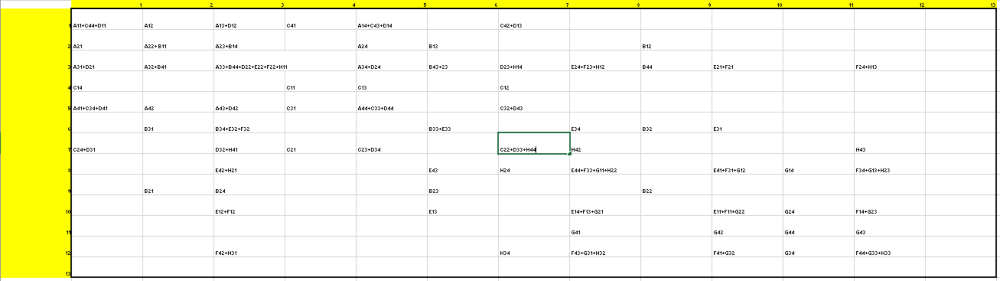 1 2 3 4 5 6 7 8 9 10 11 12 13
1 A11+C44+D11 A12 A13+D12 C41 A14+C43+D14 C42+D13
2 A21 A22+B11 A23+B14 A24 B13 B12
3 A31+D21 A32+D41 A33+D44+D22+E22+F22+H11 A34+D24 B43+23 D23+H14 E24+F23+H12 B44 E21+F21 F24+H13
4 C14 C11 C13 C12
5 A41+C34+D41 A42 A43+D42 C31 A44+C33+D44 C32+D43
6 B31 B34+E32+F32 B33+E33 E34 B32 E31
7 C24+D31 D32+H41 C21 C23+D34 C22+D33+H44 H42 H43
8 E42+H21 E43 H24 E44+F33+G11+H22 E41+F31+G12 G14 F34+G13+H23
9 B21 B24 B23 B22
10 E12+F12 E13 E14+F13+G21 E11+F11+G22 G24 F14+G23
11 G41 G42 G44 G43
12 F42+H31 H34 F43+G31+H32 F41+G32 G34 F44+G33+H33
13